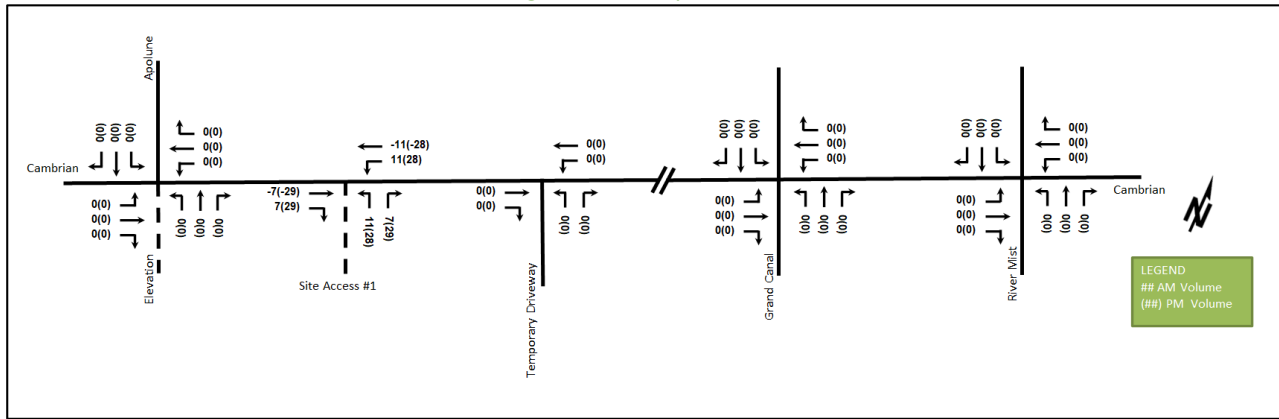 Apolune
0(0) 0(0) 0(0)
0(0)
0(0)
0(0)
Cambrian
0(0)
0(0)
0(0)
0(0) 0(0) 0(0)
Elevation
-11(-28)
11(28)
-7(-29)
7(29)
11(28) 7(29)
Site Access #1
0(0)
0(0)
0(0)
0(0)
0(0) 0(0)
Temporary Driveway
0(0) 0(0) 0(0)
0(0)
0(0)
0(0)
0(0)
0(0)
0(0)
0(0) 0(0) 0(0)
Grand Canal
0(0) 0(0) 0(0)
0(0)
0(0)
0(0)
Cambrian
0(0)
0(0)
0(0)
0(0) 0(0) 0(0)
River Mist
N
LEGEND
## AM Volume
(##) PM Volume